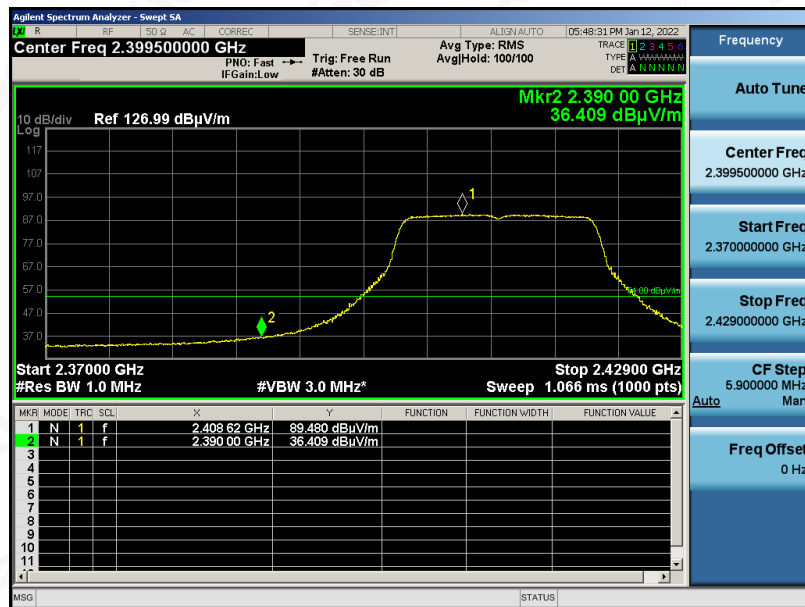 Agilent Spectrum Analyzer - Swept SA
LXI R RF 50 Ω AC CORREC SENSE:INT ALIGN AUTO 05:48:31 PM Jan 12, 2022
Center Freq 2.399500000 GHz
PNO: Fast
IFGain:Low
Trig: Free Run
#Atten: 30 dB
Avg Type: RMS
Avg|Hold: 100/100
TRACE 1 2 3 4 5 6
TYPE A WWWWW
DET A N N N N N
Mkr2 2.390 00 GHz
36.409 dBµV/m
10 dB/div Ref 126.99 dBµV/m
Log
117
107
97.0
87.0
77.0
67.0
57.0
47.0
37.0
1
2
54.00 dBµV/m
Start 2.37000 GHz Stop 2.42900 GHz
#Res BW 1.0 MHz #VBW 3.0 MHz* Sweep 1.066 ms (1000 pts)
MKR MODE TRC SCL X Y FUNCTION FUNCTION WIDTH FUNCTION VALUE
1 N 1 f 2.408 62 GHz 89.480 dBµV/m
2 N 1 f 2.390 00 GHz 36.409 dBµV/m
3
4
5
6
7
8
9
10
11
MSG STATUS
Frequency
Auto Tune
Center Freq
2.399500000 GHz
Start Freq
2.370000000 GHz
Stop Freq
2.429000000 GHz
CF Step
5.900000 MHz
Auto Man
Freq Offset
0 Hz